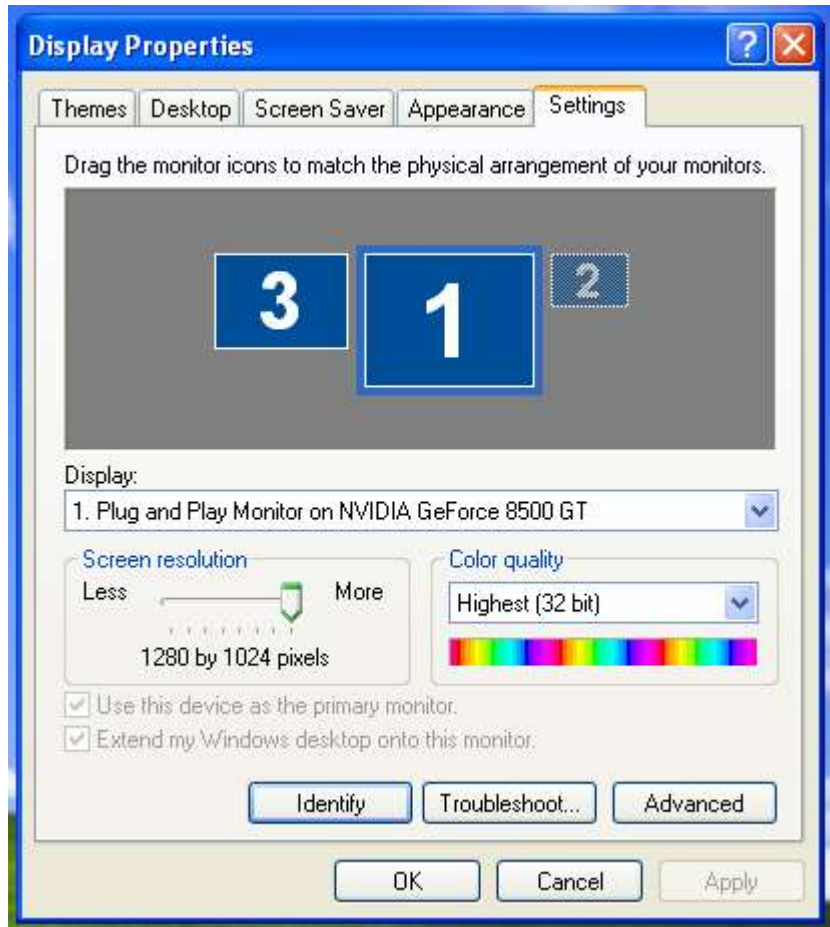 Display Properties
Themes Desktop Screen Saver Appearance Settings
Drag the monitor icons to match the physical arrangement of your monitors.
3 1 2
Display:
1. Plug and Play Monitor on NVIDIA GeForce 8500 GT
Screen resolution
Less More
1280 by 1024 pixels
Color quality
Highest (32 bit)
Use this device as the primary monitor.
Extend my Windows desktop onto this monitor.
Identify Troubleshoot... Advanced
OK Cancel Apply